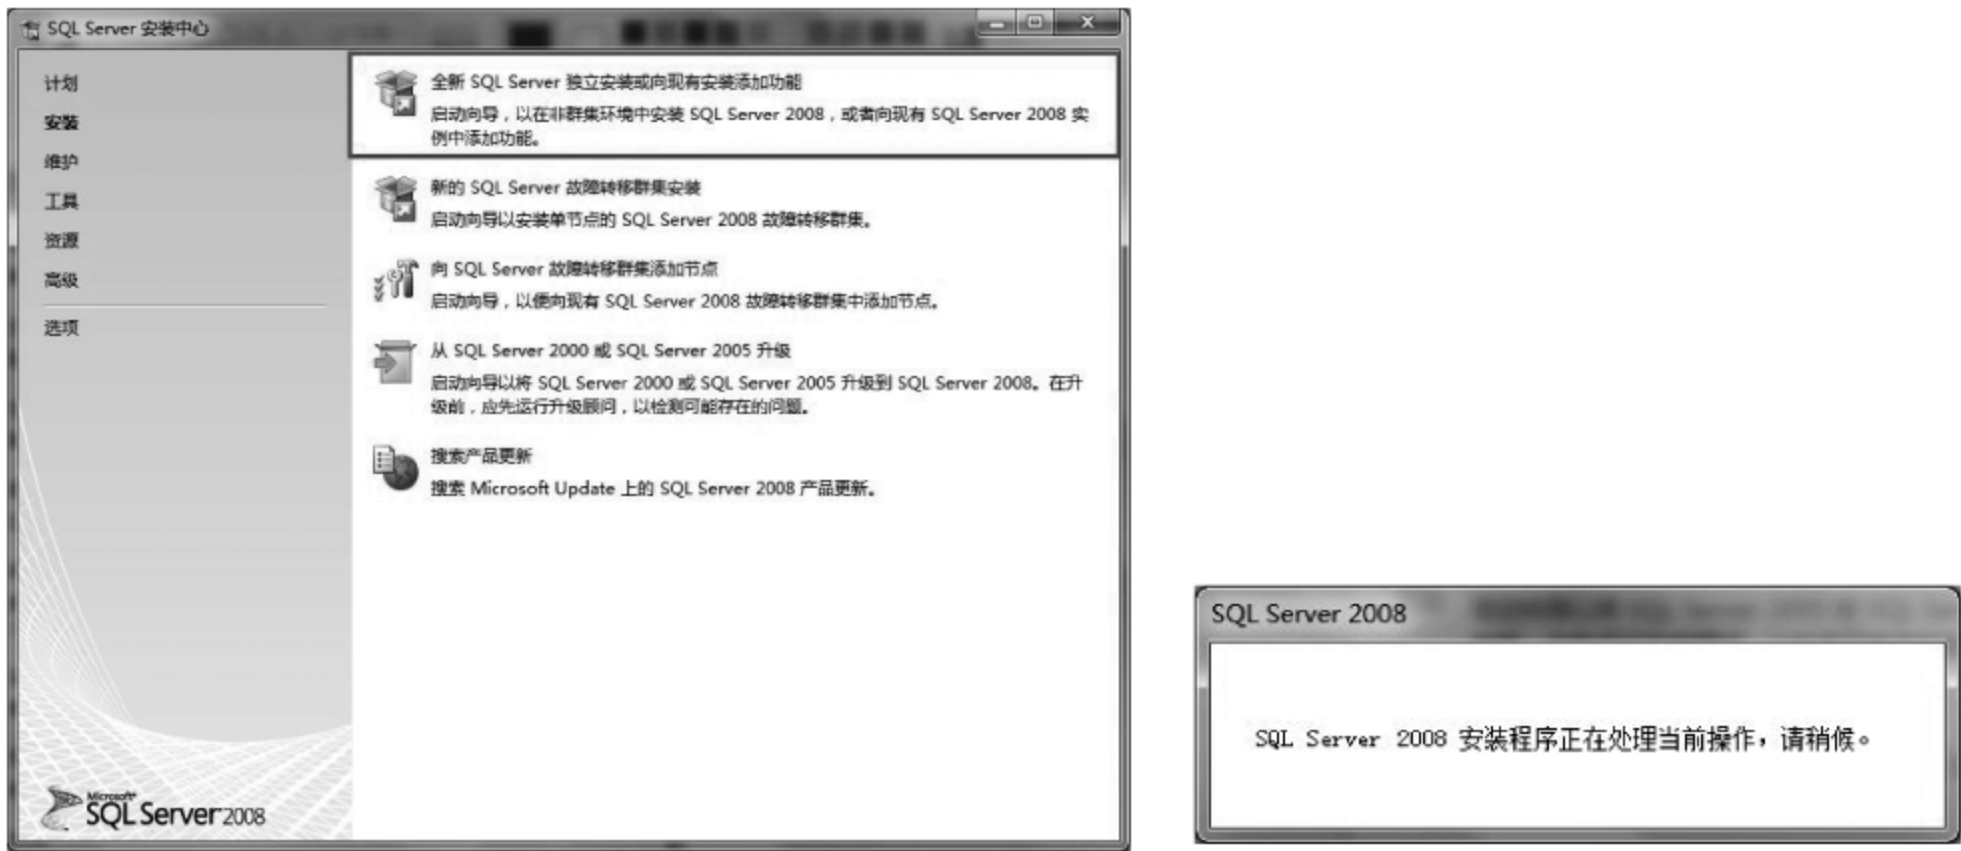 SQL Server 安装中心
计划
安装
维护
工具
资源
高级
选项
全新 SQL Server 独立安装或向现有安装添加功能
启动向导，以在非群集环境中安装 SQL Server 2008，或者向现有 SQL Server 2008 实
例中添加功能。
新的 SQL Server 故障转移群集安装
启动向导以安装单节点的 SQL Server 2008 故障转移群集。
向 SQL Server 故障转移群集添加节点
启动向导，以便向现有 SQL Server 2008 故障转移群集中添加节点。
从 SQL Server 2000 或 SQL Server 2005 升级
启动向导以将 SQL Server 2000 或 SQL Server 2005 升级到 SQL Server 2008。在升
级前，应先运行升级顾问，以检测可能存在的问题。
搜索产品更新
搜索 Microsoft Update 上的 SQL Server 2008 产品更新。
Microsoft
SQL Server 2008
SQL Server 2008
SQL Server 2008 安装程序正在处理当前操作，请稍候。